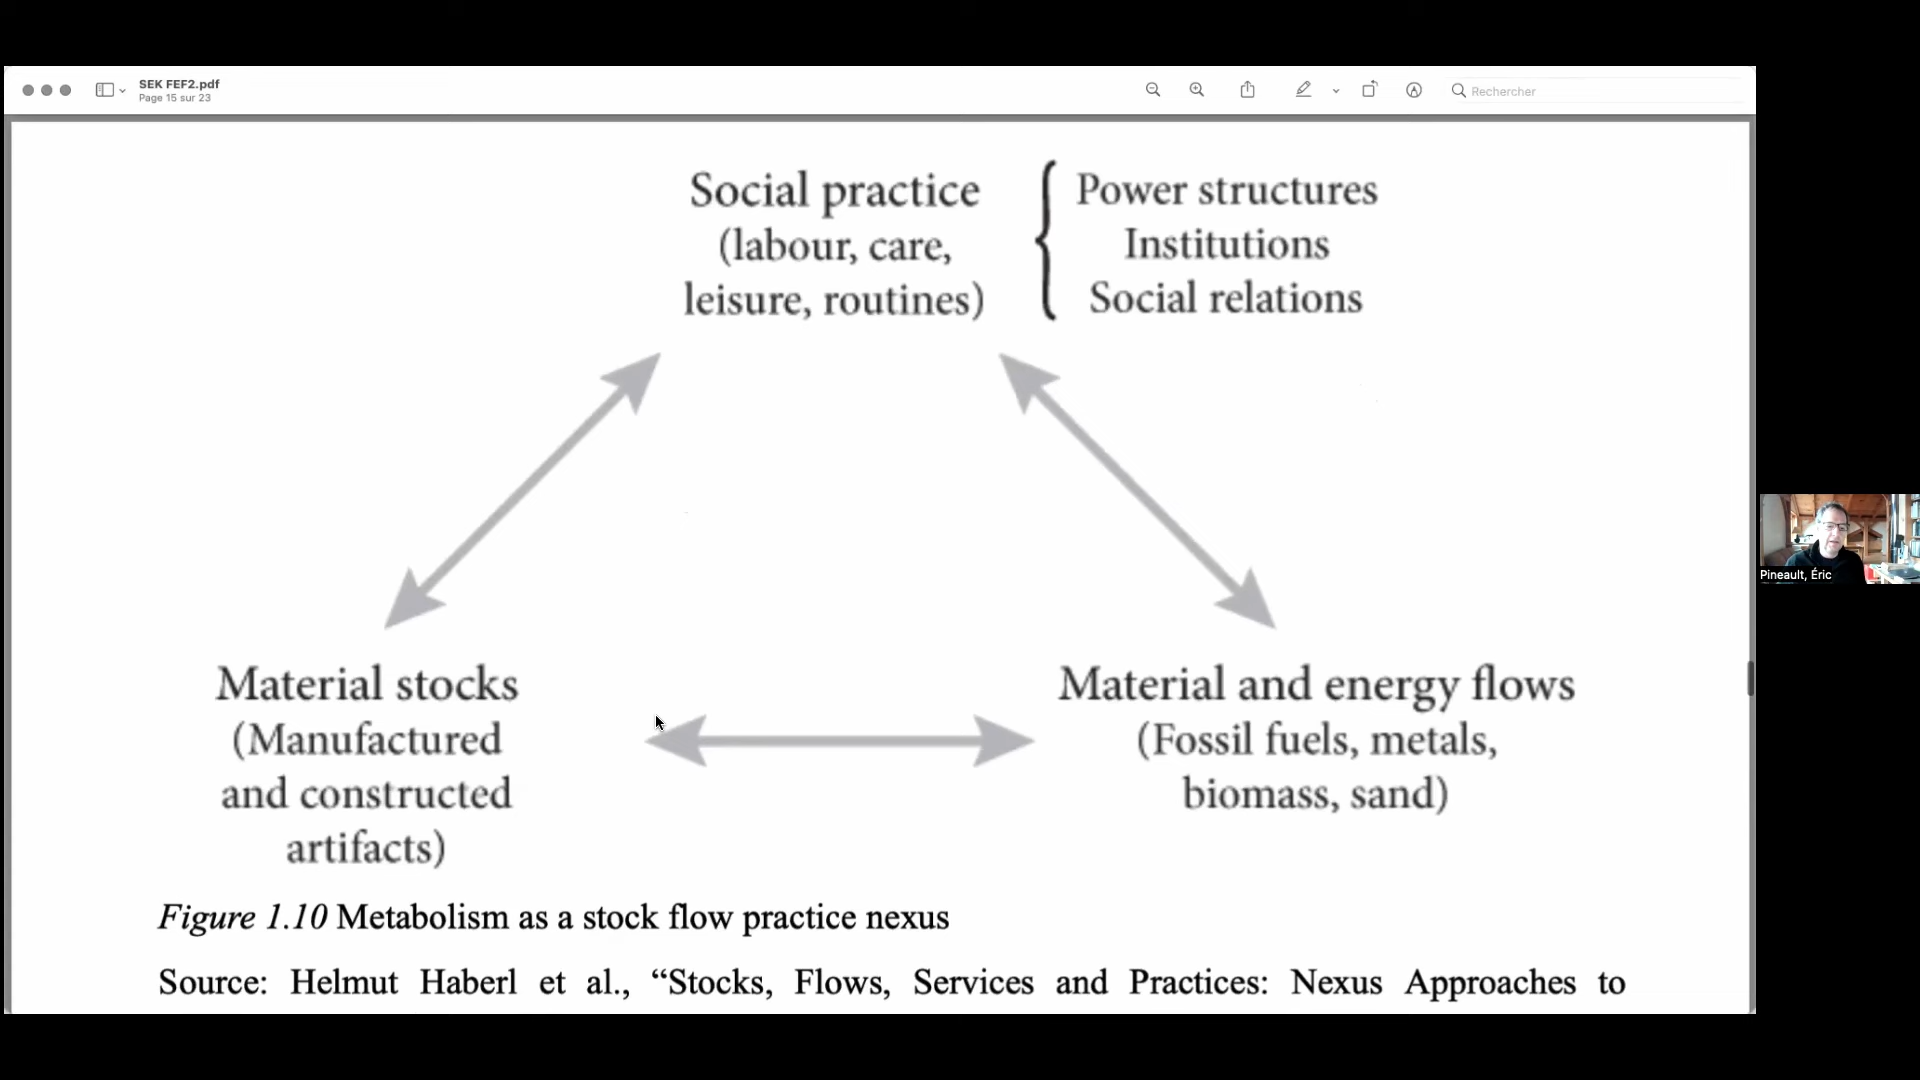 SEK FEF2.pdf
Page 15 sur 23
Rechercher
Social practice
(labour, care,
leisure, routines)
Power structures
Institutions
Social relations
Material stocks
(Manufactured
and constructed
artifacts)
Material and energy flows
(Fossil fuels, metals,
biomass, sand)
Figure 1.10 Metabolism as a stock flow practice nexus
Source: Helmut Haberl et al., “Stocks, Flows, Services and Practices: Nexus Approaches to
Pineault, Éric